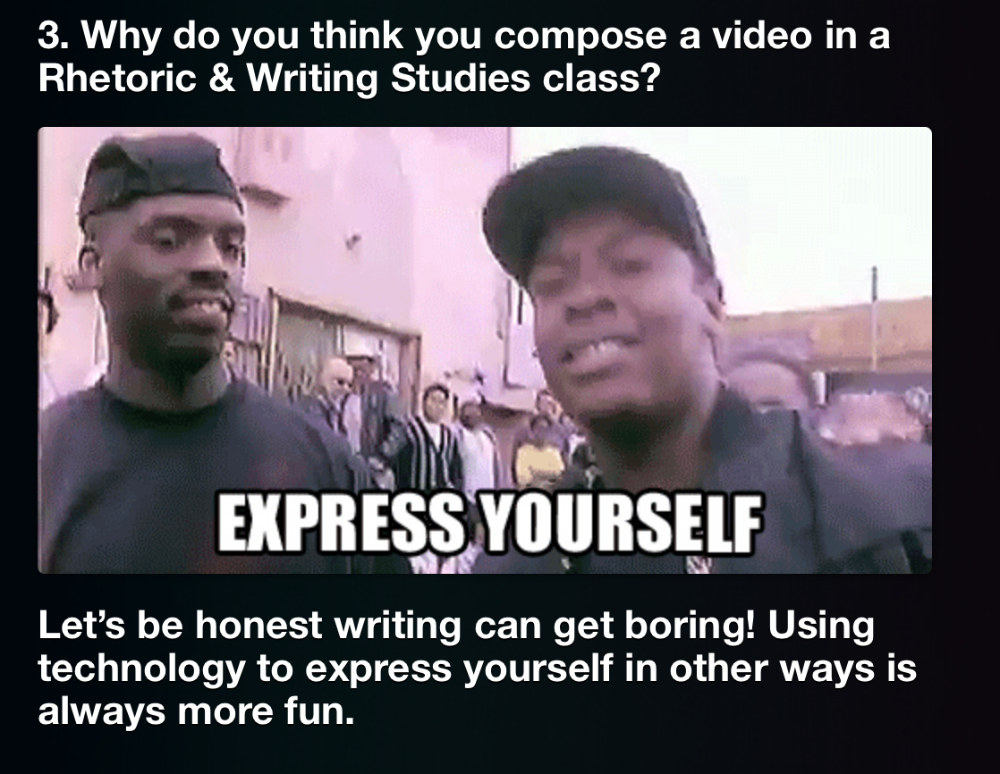 3. Why do you think you compose a video in a
Rhetoric & Writing Studies class?
EXPRESS YOURSELF
Let’s be honest writing can get boring! Using
technology to express yourself in other ways is
always more fun.